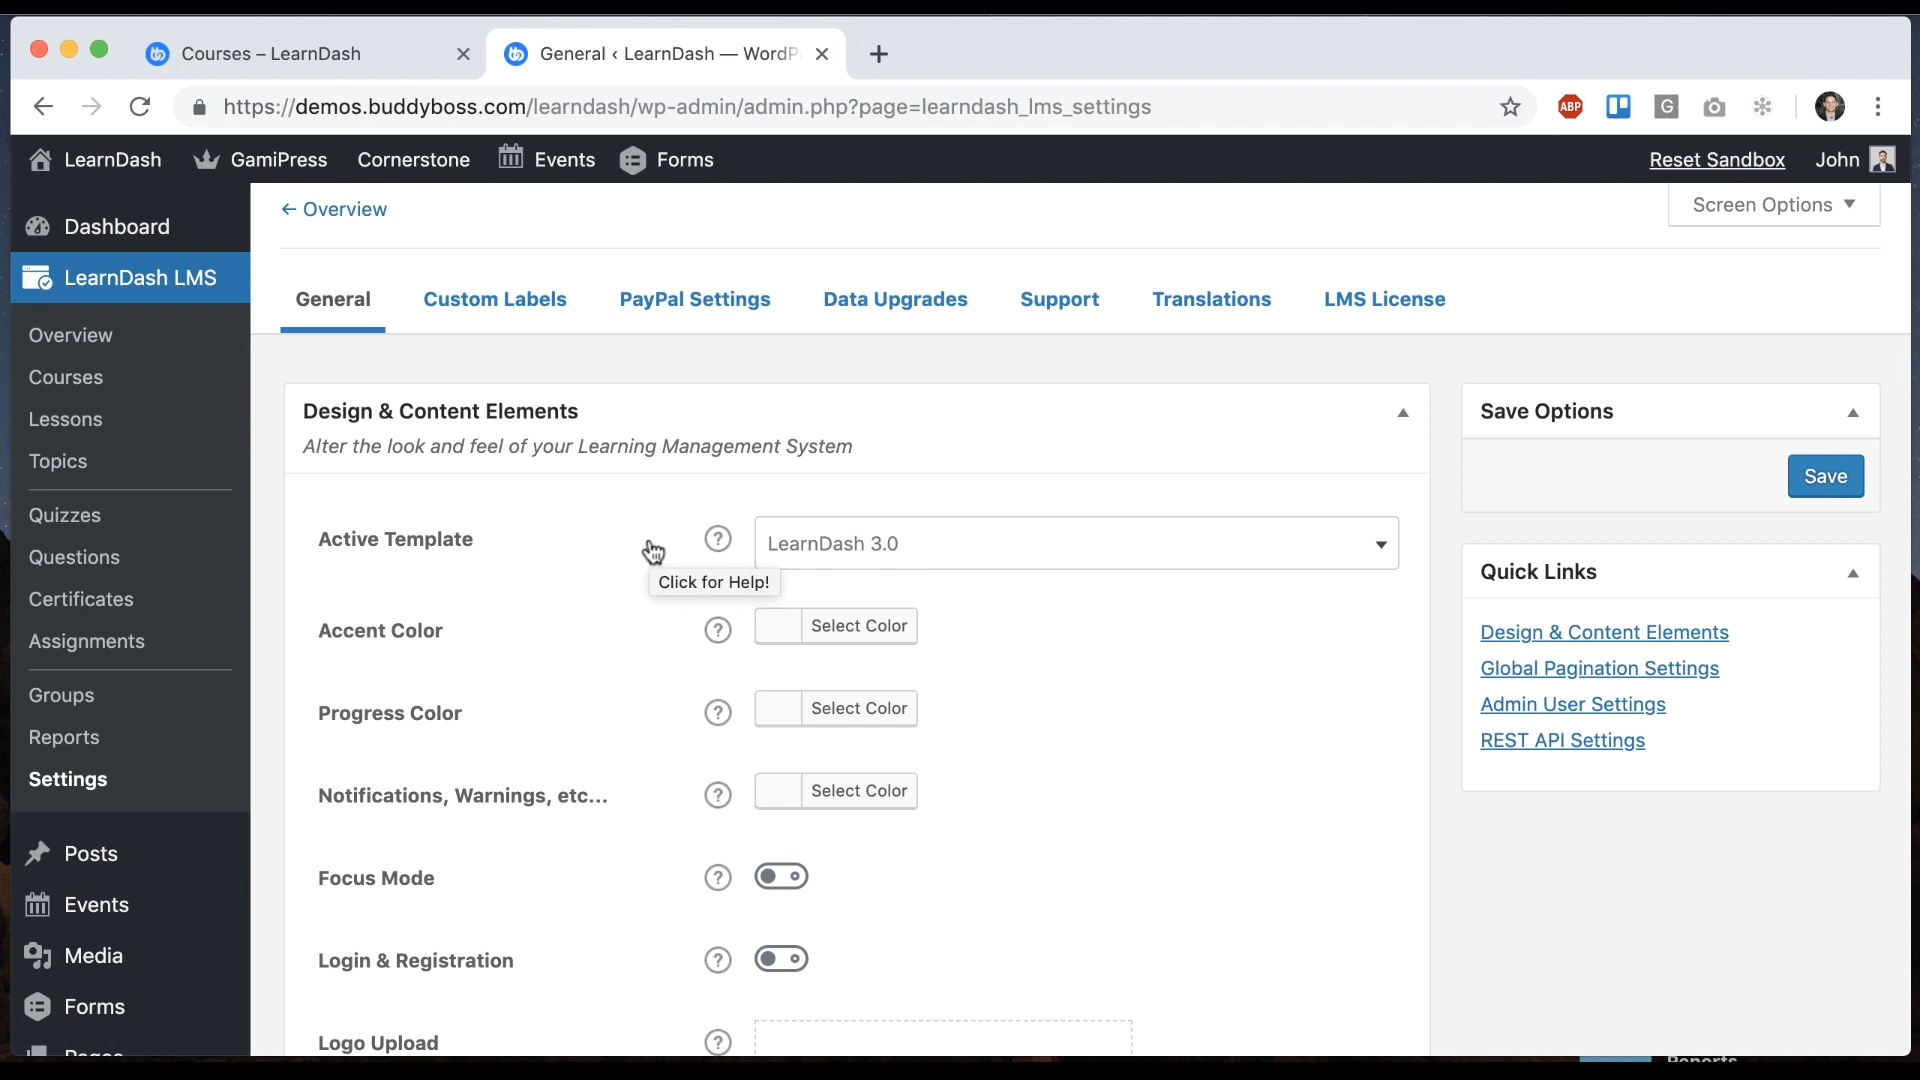 Courses – LearnDash
General ‹ LearnDash — WordP
https://demos.buddyboss.com/learndash/wp-admin/admin.php?page=learndash_lms_settings
ABP
G
LearnDash
GamiPress
Cornerstone
Events
Forms
Reset Sandbox
John
Dashboard
LearnDash LMS
Overview
Courses
Lessons
Topics
Quizzes
Questions
Certificates
Assignments
Groups
Reports
Settings
Posts
Events
Media
Forms
Pages
← Overview
Screen Options
General
Custom Labels
PayPal Settings
Data Upgrades
Support
Translations
LMS License
Design & Content Elements
Alter the look and feel of your Learning Management System
Active Template
?
LearnDash 3.0
Click for Help!
Accent Color
?
Select Color
Progress Color
?
Select Color
Notifications, Warnings, etc...
?
Select Color
Focus Mode
?
Login & Registration
?
Logo Upload
?
Save Options
Save
Quick Links
Design & Content Elements
Global Pagination Settings
Admin User Settings
REST API Settings
Reports